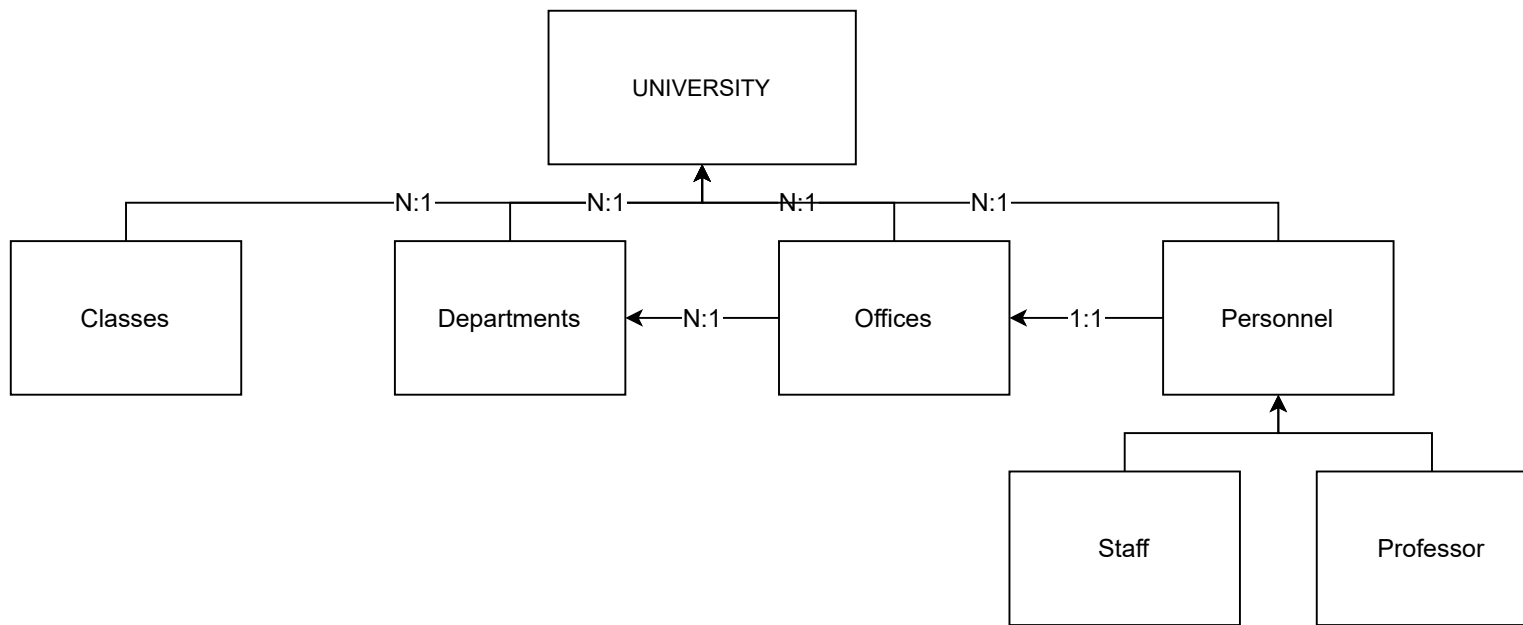 UNIVERSITY
N:1
N:1
N:1
N:1
Classes
Departments
N:1
Offices
1:1
Personnel
Staff
Professor